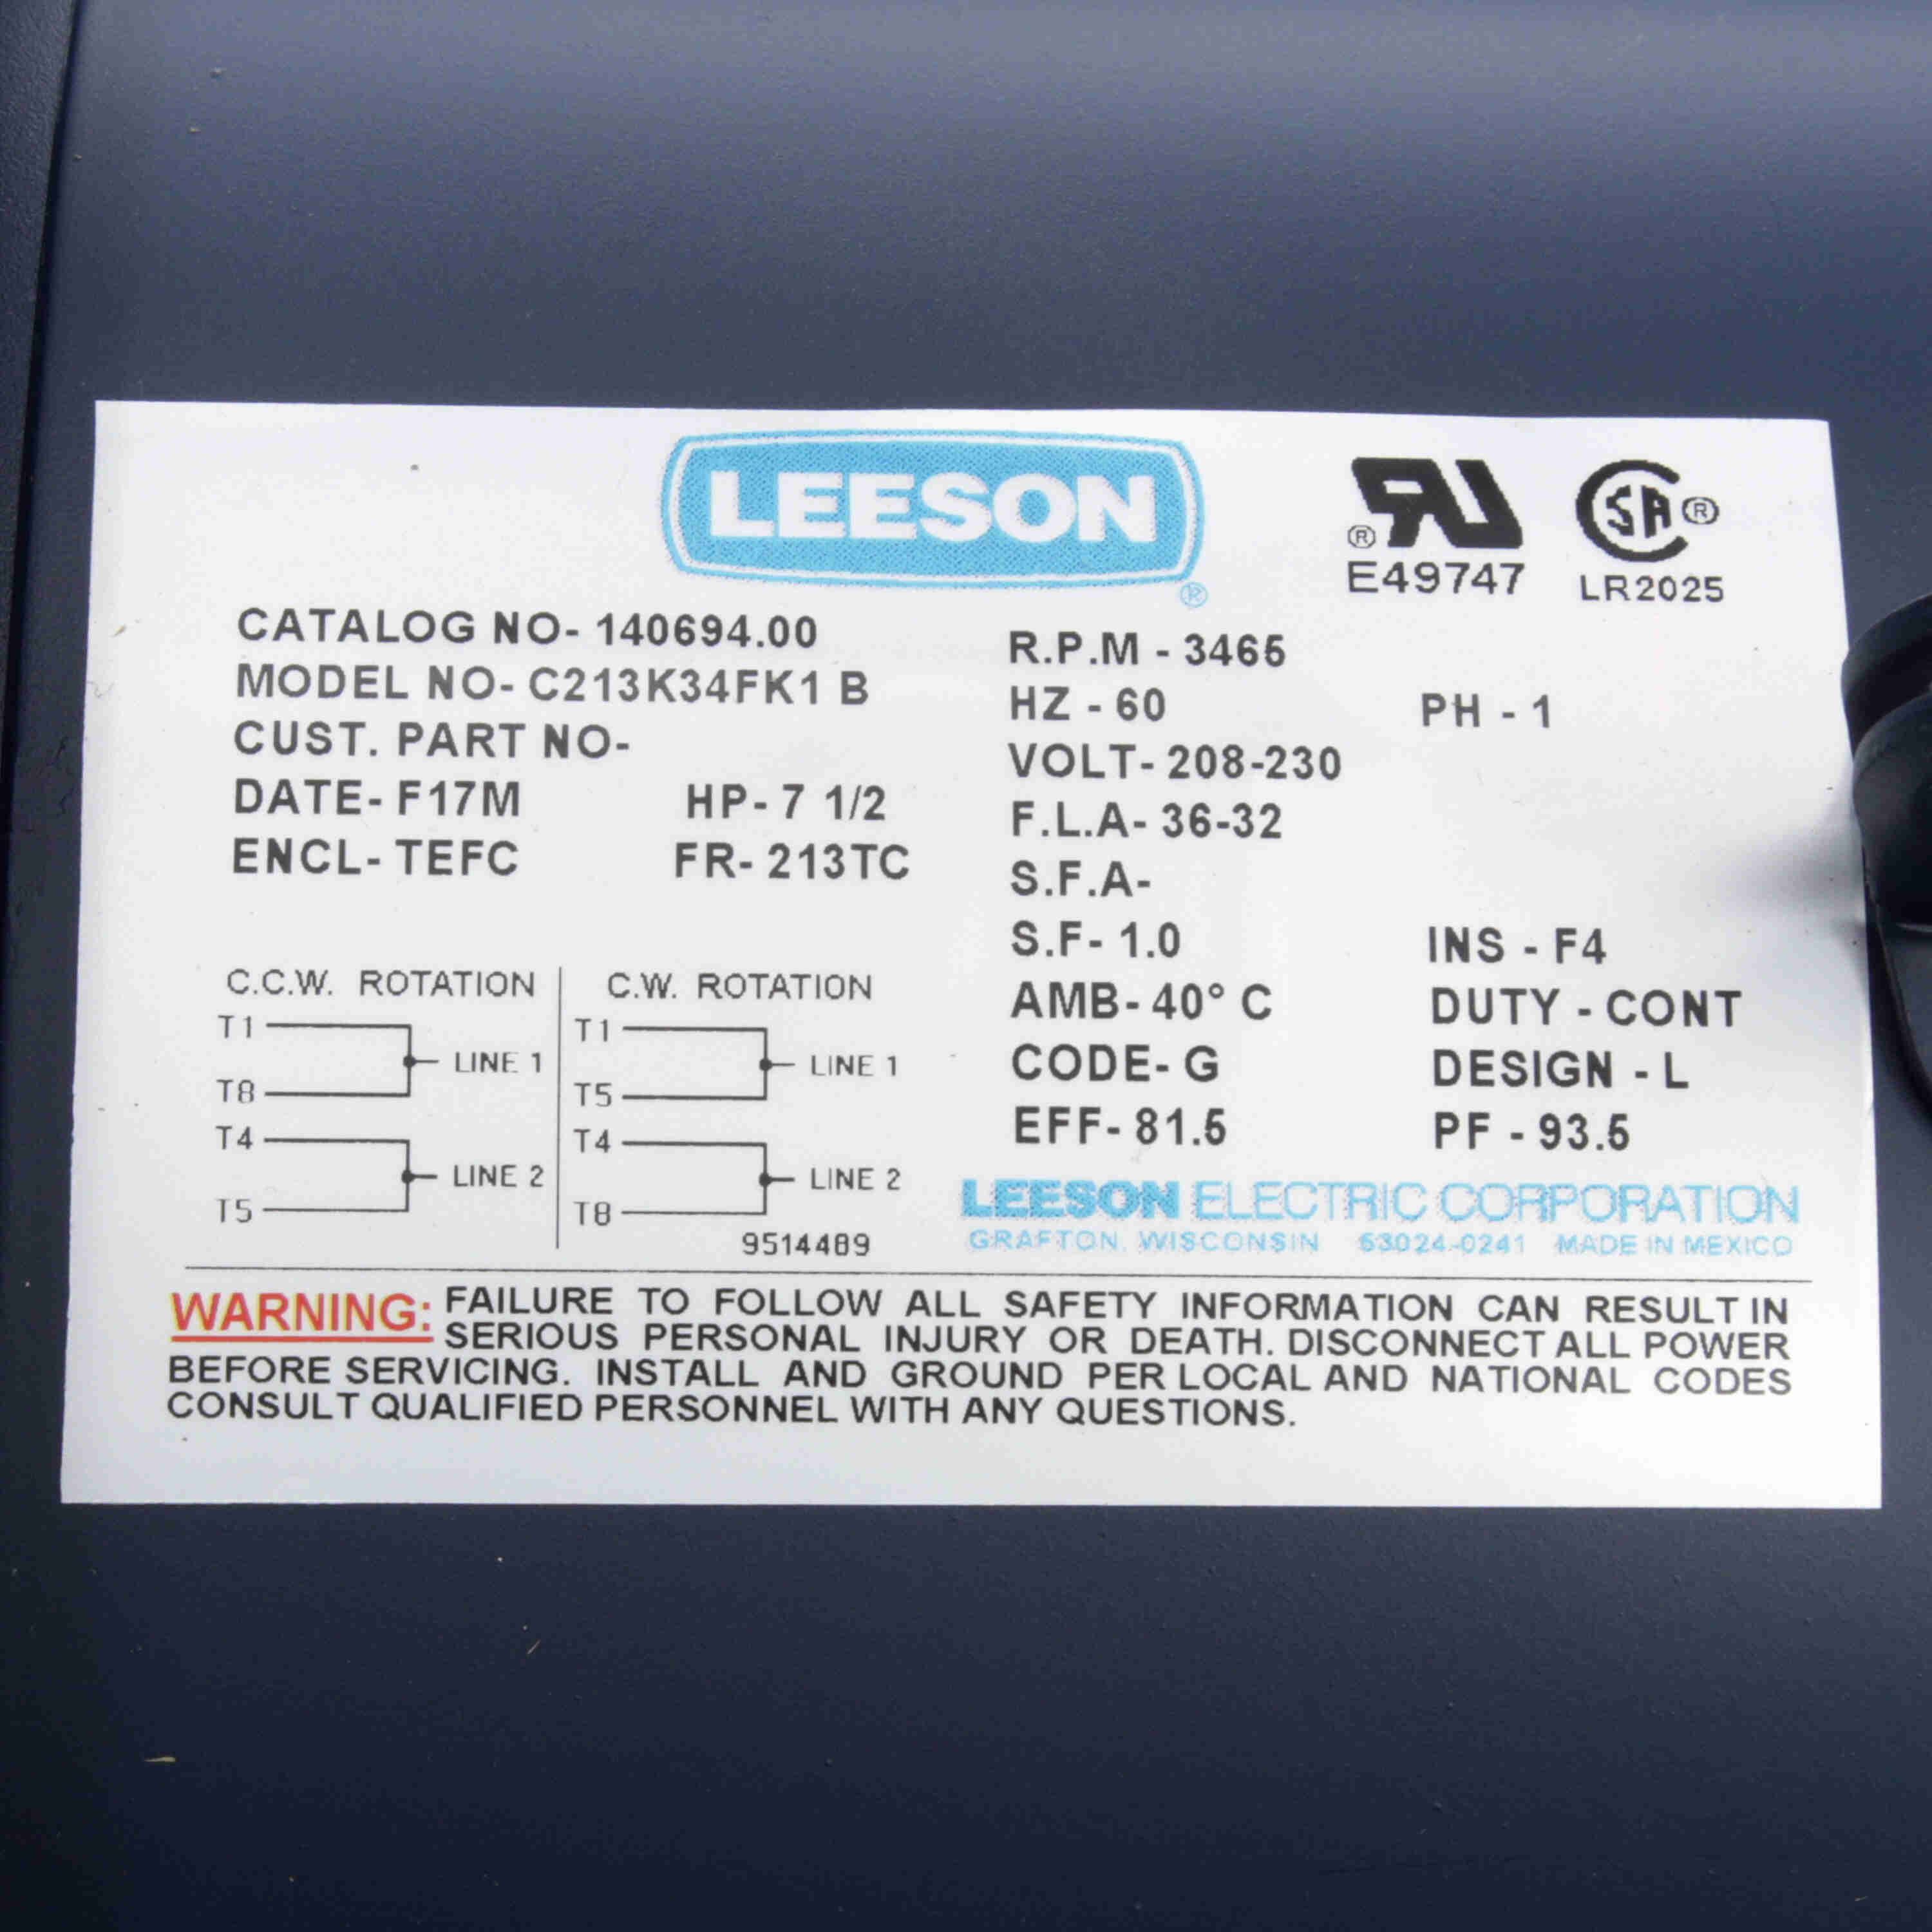 LEESON
®
® RU
E49747
SA ®
LR2025
CATALOG NO- 140694.00
MODEL NO- C213K34FK1 B
CUST. PART NO-
DATE- F17M HP- 7 1/2
ENCL- TEFC FR- 213TC
R.P.M - 3465
HZ - 60 PH - 1
VOLT- 208-230
F.L.A- 36-32
S.F.A-
S.F- 1.0 INS - F4
AMB- 40° C DUTY - CONT
CODE- G DESIGN - L
EFF- 81.5 PF - 93.5
C.C.W. ROTATION
T1
LINE 1
T8
T4
LINE 2
T5
C.W. ROTATION
T1
LINE 1
T5
T4
LINE 2
T8
9514489
LEESON ELECTRIC CORPORATION
GRAFTON, WISCONSIN 53024-0241 MADE IN MEXICO
WARNING: FAILURE TO FOLLOW ALL SAFETY INFORMATION CAN RESULT IN
SERIOUS PERSONAL INJURY OR DEATH. DISCONNECT ALL POWER
BEFORE SERVICING. INSTALL AND GROUND PER LOCAL AND NATIONAL CODES
CONSULT QUALIFIED PERSONNEL WITH ANY QUESTIONS.